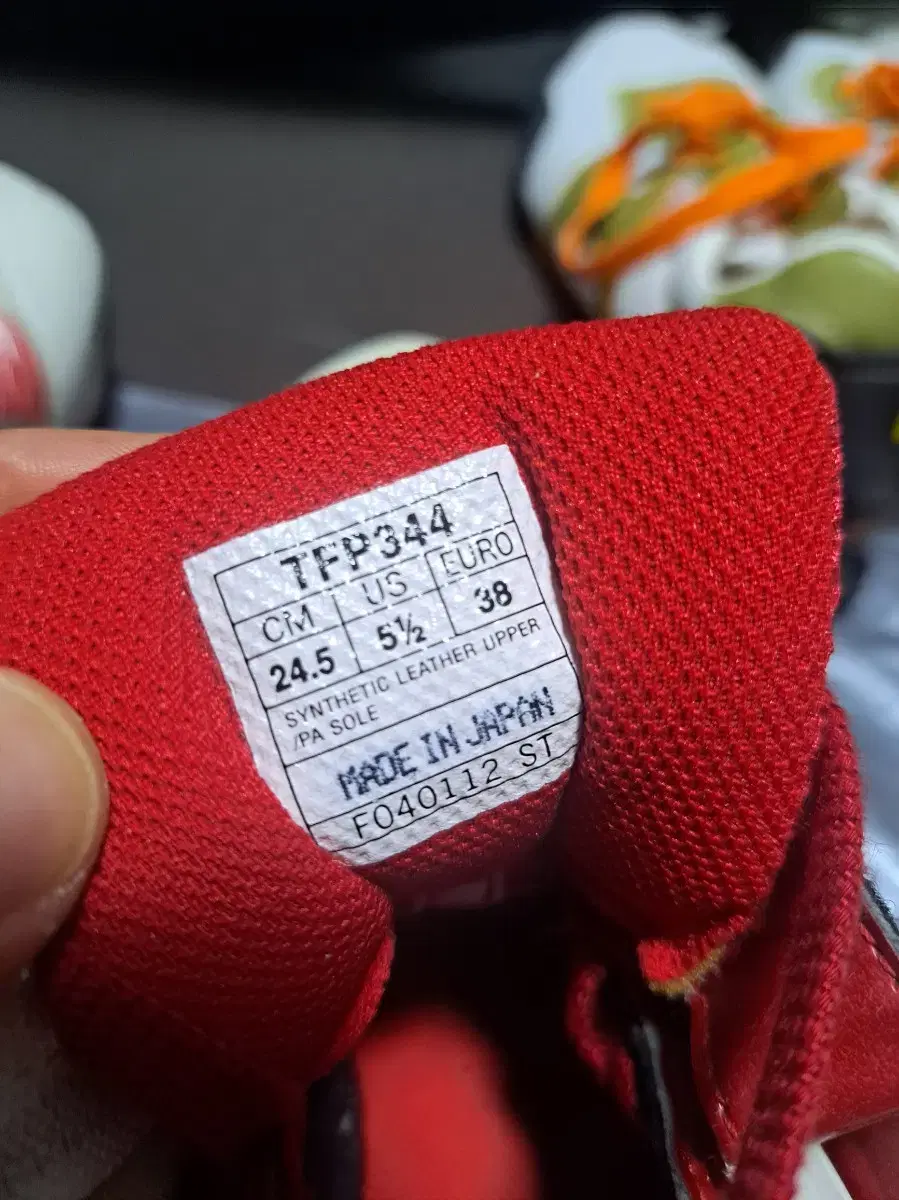 TFP344
CM US EURO
24.5 5½ 38
SYNTHETIC LEATHER UPPER
/PA SOLE
MADE IN JAPAN
F040112 ST